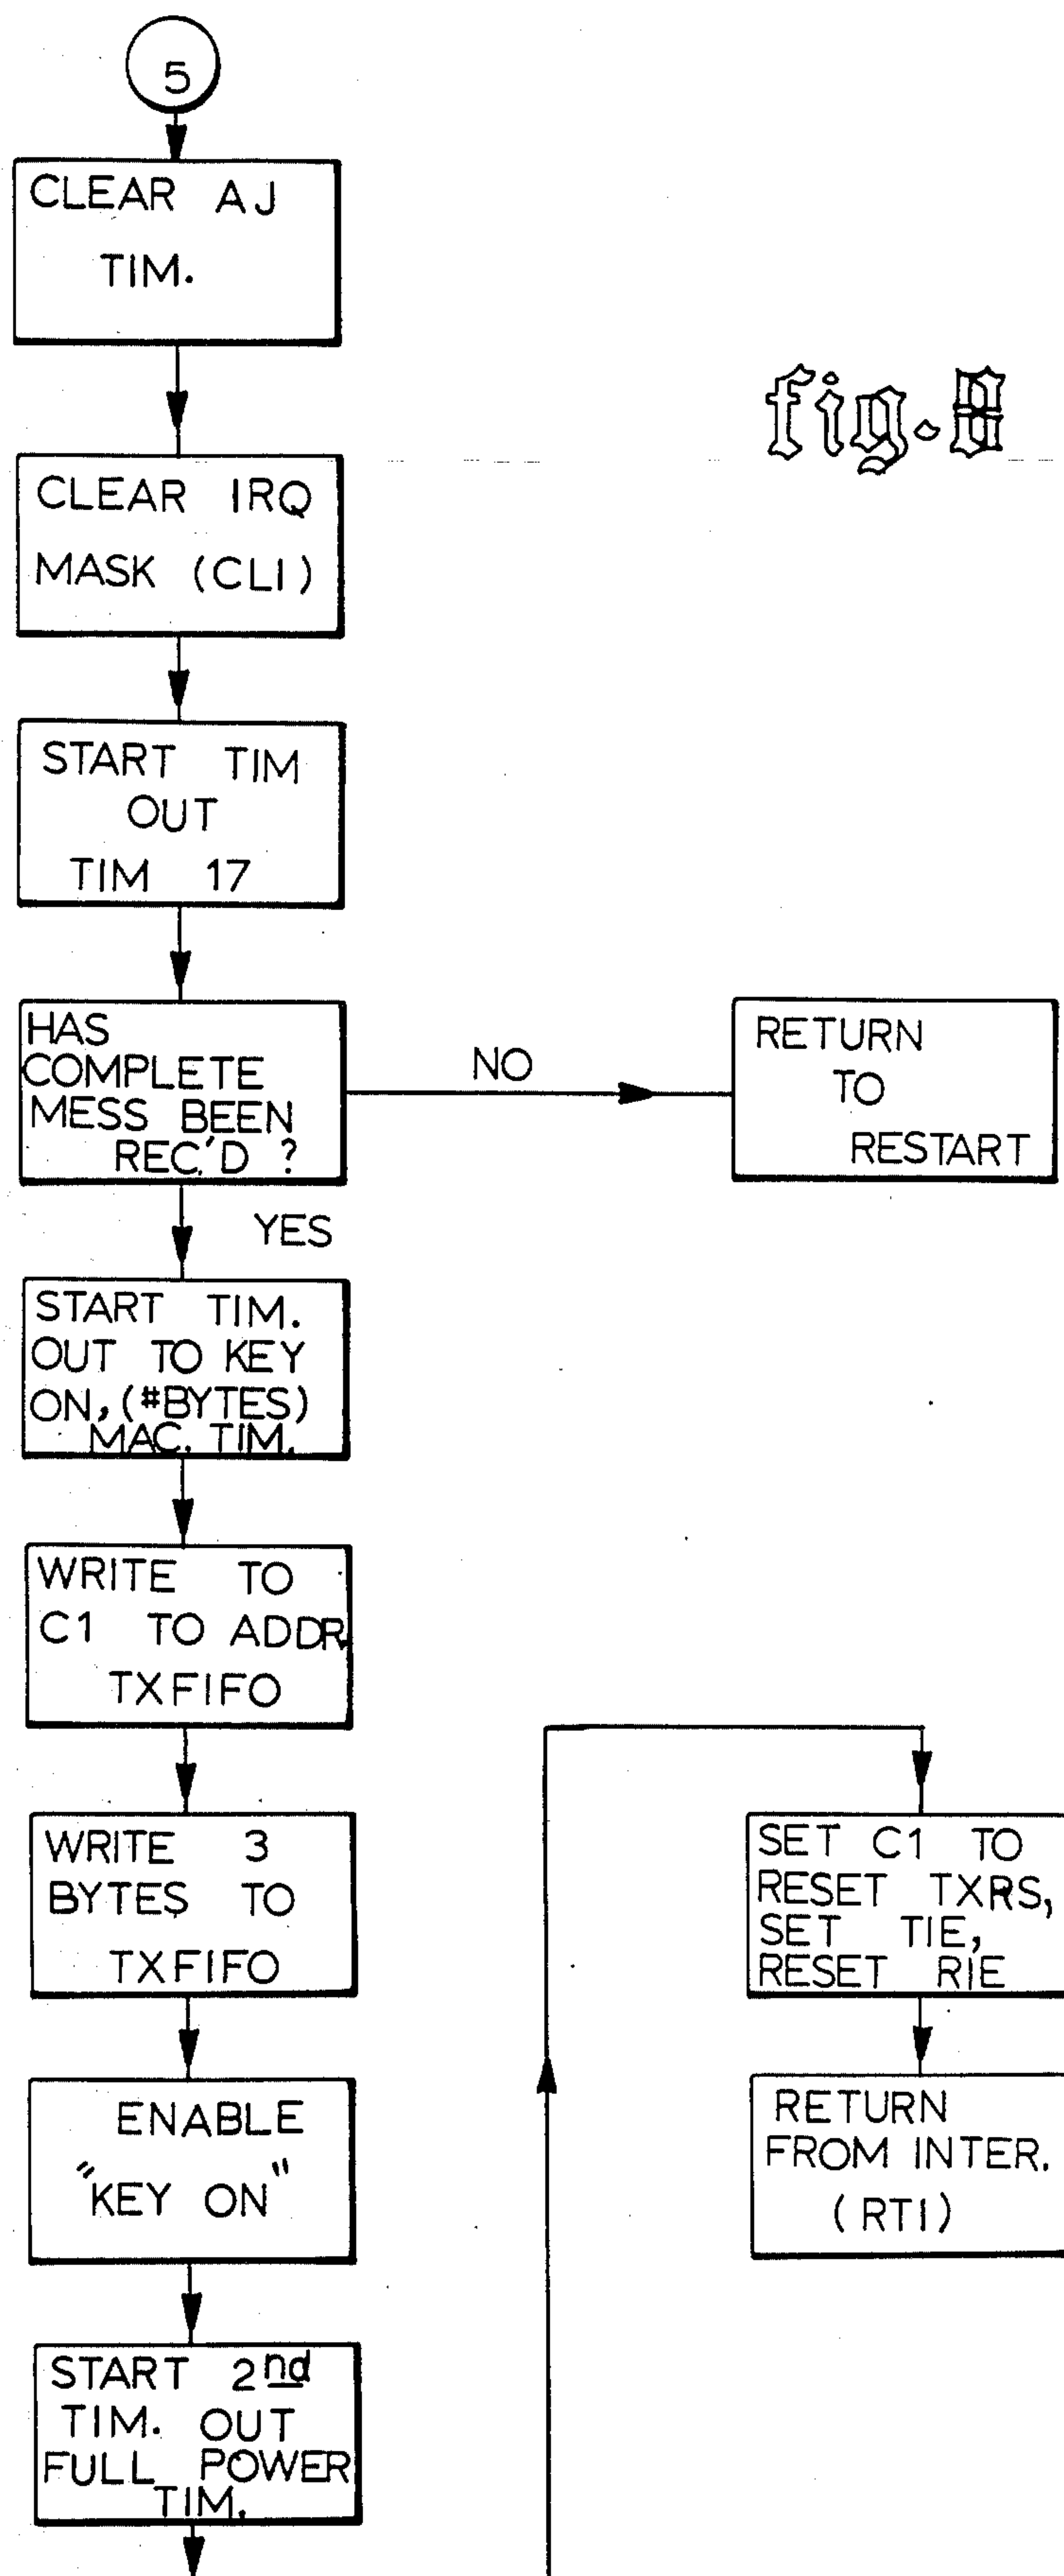 5
CLEAR AJ
TIM.
fig. 8
CLEAR IRQ
MASK (CLI)
START TIM
OUT
TIM 17
HAS
COMPLETE
MESS BEEN
REC'D ?
NO
RETURN
TO
RESTART
YES
START TIM.
OUT TO KEY
ON, (#BYTES)
MAC. TIM.
WRITE TO
C1 TO ADDR.
TXFIFO
WRITE 3
BYTES TO
TXFIFO
ENABLE
"KEY ON"
START 2nd
TIM. OUT
FULL POWER
TIM.
SET C1 TO
RESET TXRS,
SET TIE,
RESET RIE
RETURN
FROM INTER.
(RTI)